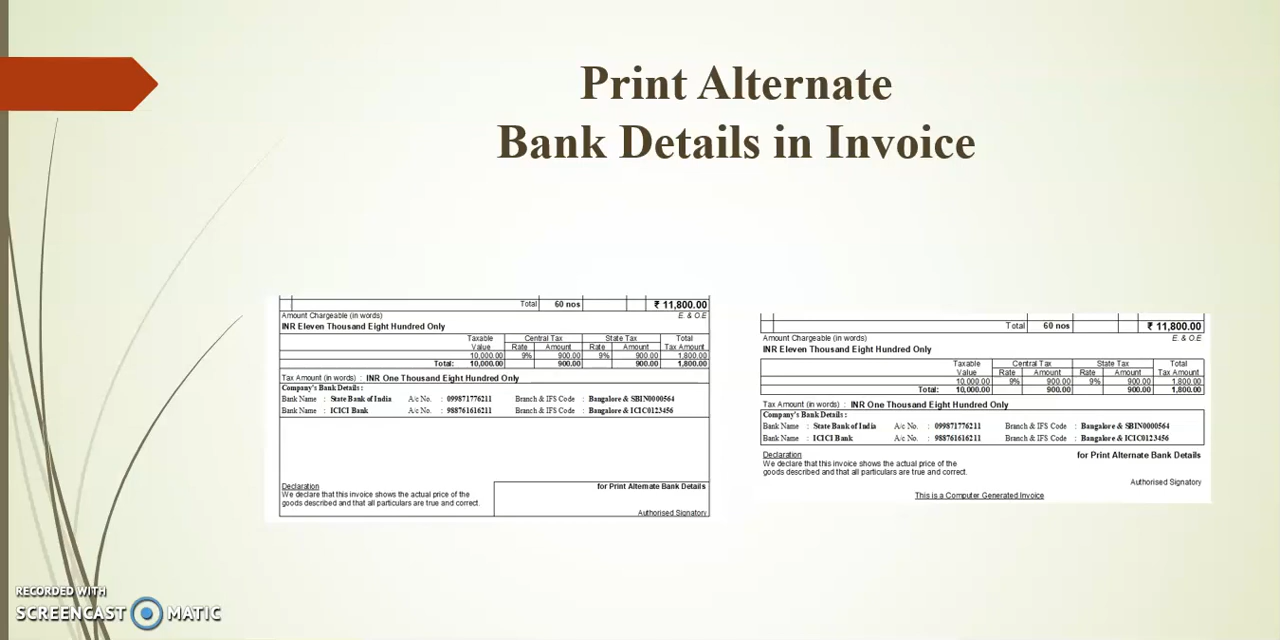 Print Alternate
Bank Details in Invoice
Total 60 nos ₹ 11,800.00
Amount Chargeable (in words) E. & O.E
INR Eleven Thousand Eight Hundred Only
Taxable Central Tax State Tax Total
Value Rate Amount Rate Amount Tax Amount
10,000.00 9% 900.00 9% 900.00 1,800.00
Total: 10,000.00 900.00 900.00 1,800.00
Tax Amount (in words) : INR One Thousand Eight Hundred Only
Company's Bank Details :
Bank Name : State Bank of India A/c No. : 099871776211 Branch & IFS Code : Bangalore & SBIN0000564
Bank Name : ICICI Bank A/c No. : 988761616211 Branch & IFS Code : Bangalore & ICIC0123456
Declaration for Print Alternate Bank Details
We declare that this invoice shows the actual price of the
goods described and that all particulars are true and correct.
Authorised Signatory
Total 60 nos ₹ 11,800.00
Amount Chargeable (in words) E. & O.E
INR Eleven Thousand Eight Hundred Only
Taxable Central Tax State Tax Total
Value Rate Amount Rate Amount Tax Amount
10,000.00 9% 900.00 9% 900.00 1,800.00
Total: 10,000.00 900.00 900.00 1,800.00
Tax Amount (in words) : INR One Thousand Eight Hundred Only
Company's Bank Details :
Bank Name : State Bank of India A/c No. : 099871776211 Branch & IFS Code : Bangalore & SBIN0000564
Bank Name : ICICI Bank A/c No. : 988761616211 Branch & IFS Code : Bangalore & ICIC0123456
Declaration for Print Alternate Bank Details
We declare that this invoice shows the actual price of the
goods described and that all particulars are true and correct.
Authorised Signatory
This is a Computer Generated Invoice
RECORDED WITH
SCREENCAST MATIC